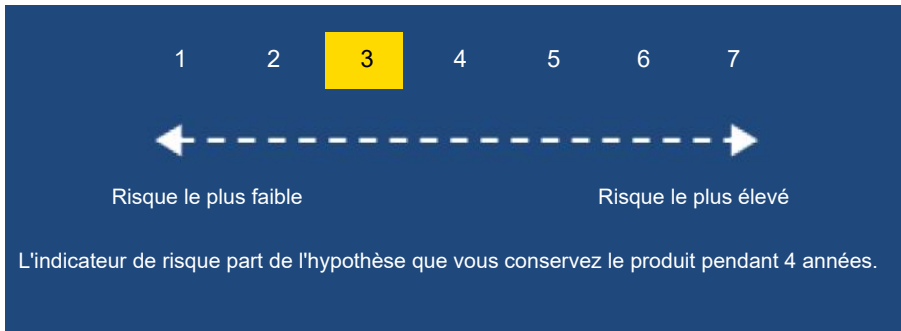 1 2 3 4 5 6 7
Risque le plus faible Risque le plus élevé
L'indicateur de risque part de l'hypothèse que vous conservez le produit pendant 4 années.